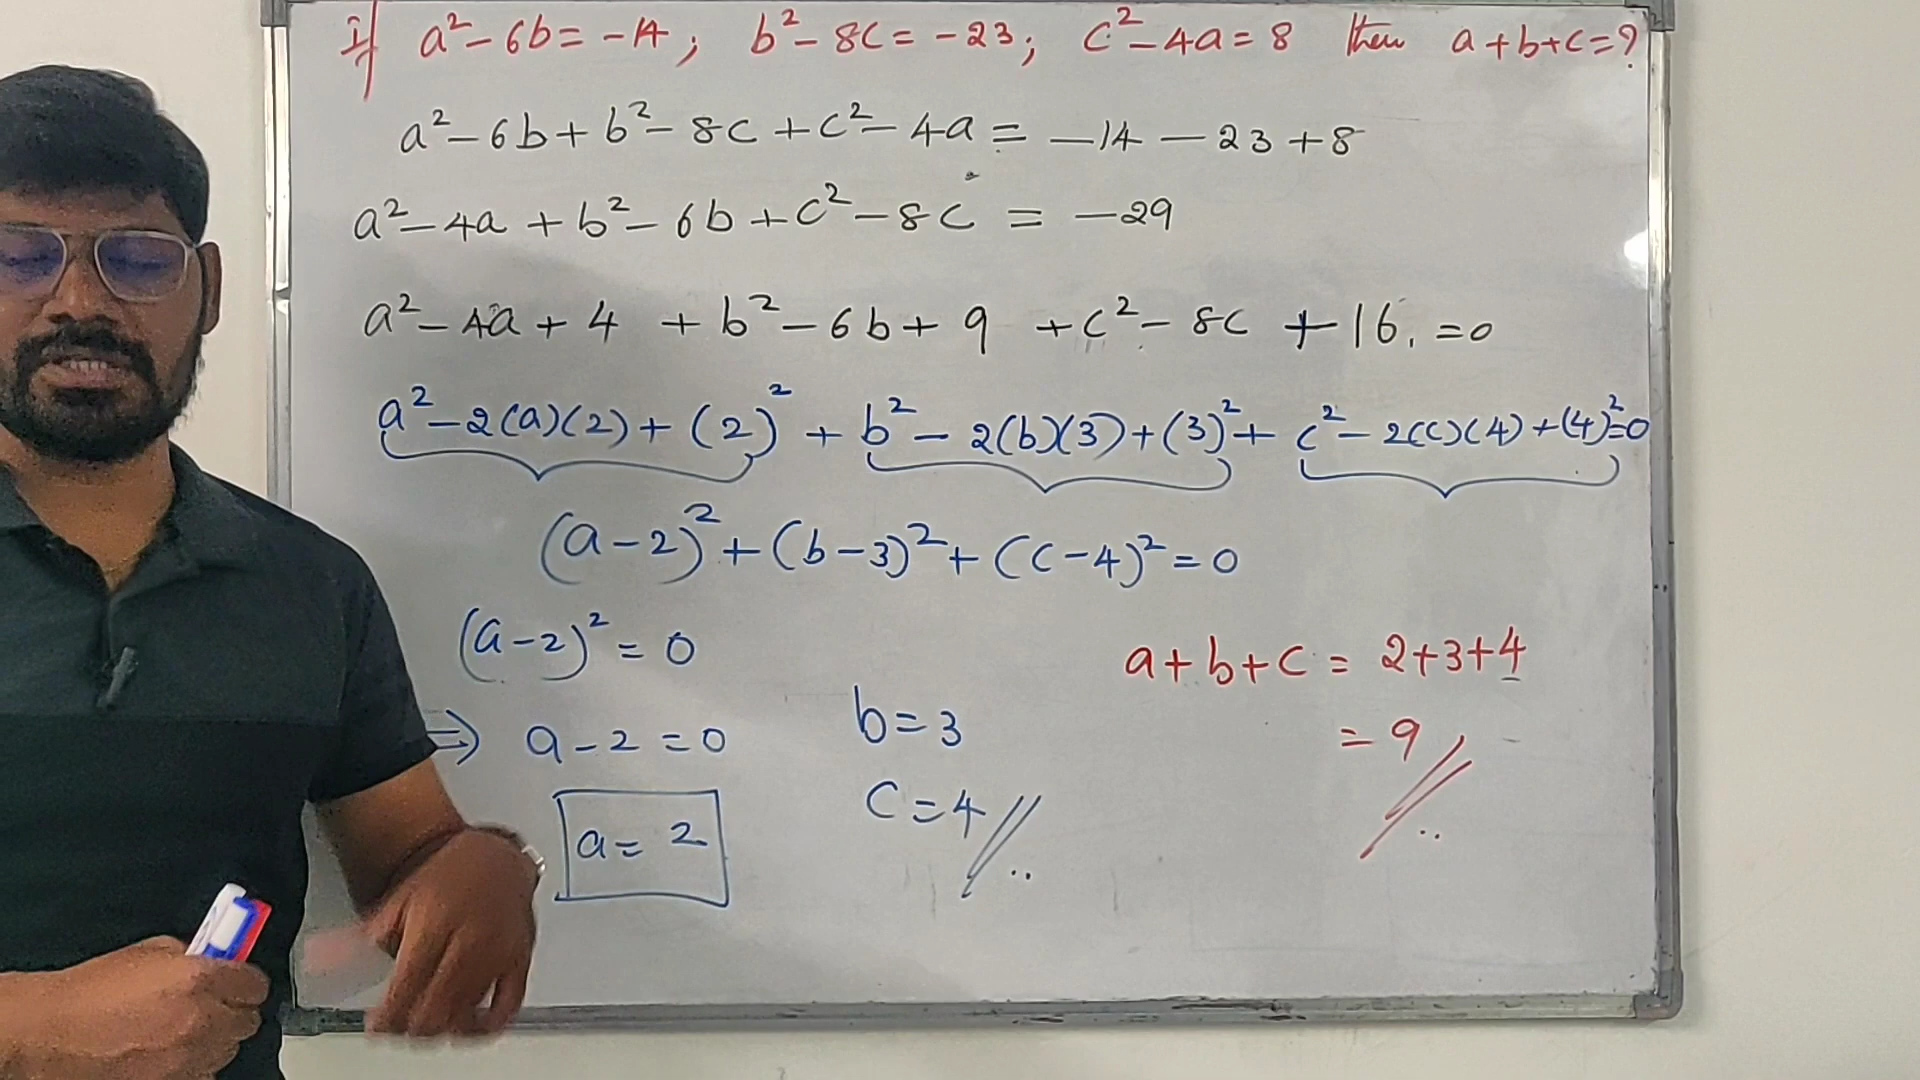 If a² - 6b = -14; b² - 8c = -23; c² - 4a = 8 then a+b+c=?
a² - 6b + b² - 8c + c² - 4a = -14 - 23 + 8
a² - 4a + b² - 6b + c² - 8c = -29
a² - 4a + 4 + b² - 6b + 9 + c² - 8c + 16. = 0
a² - 2(a)(2) + (2)² + b² - 2(b)(3) + (3)² + c² - 2(c)(4) + (4)² = 0
(a-2)² + (b-3)² + (c-4)² = 0
(a-2)² = 0
⇒ a - 2 = 0
a = 2
b = 3
c = 4//..
a + b + c = 2+3+4
= 9//..